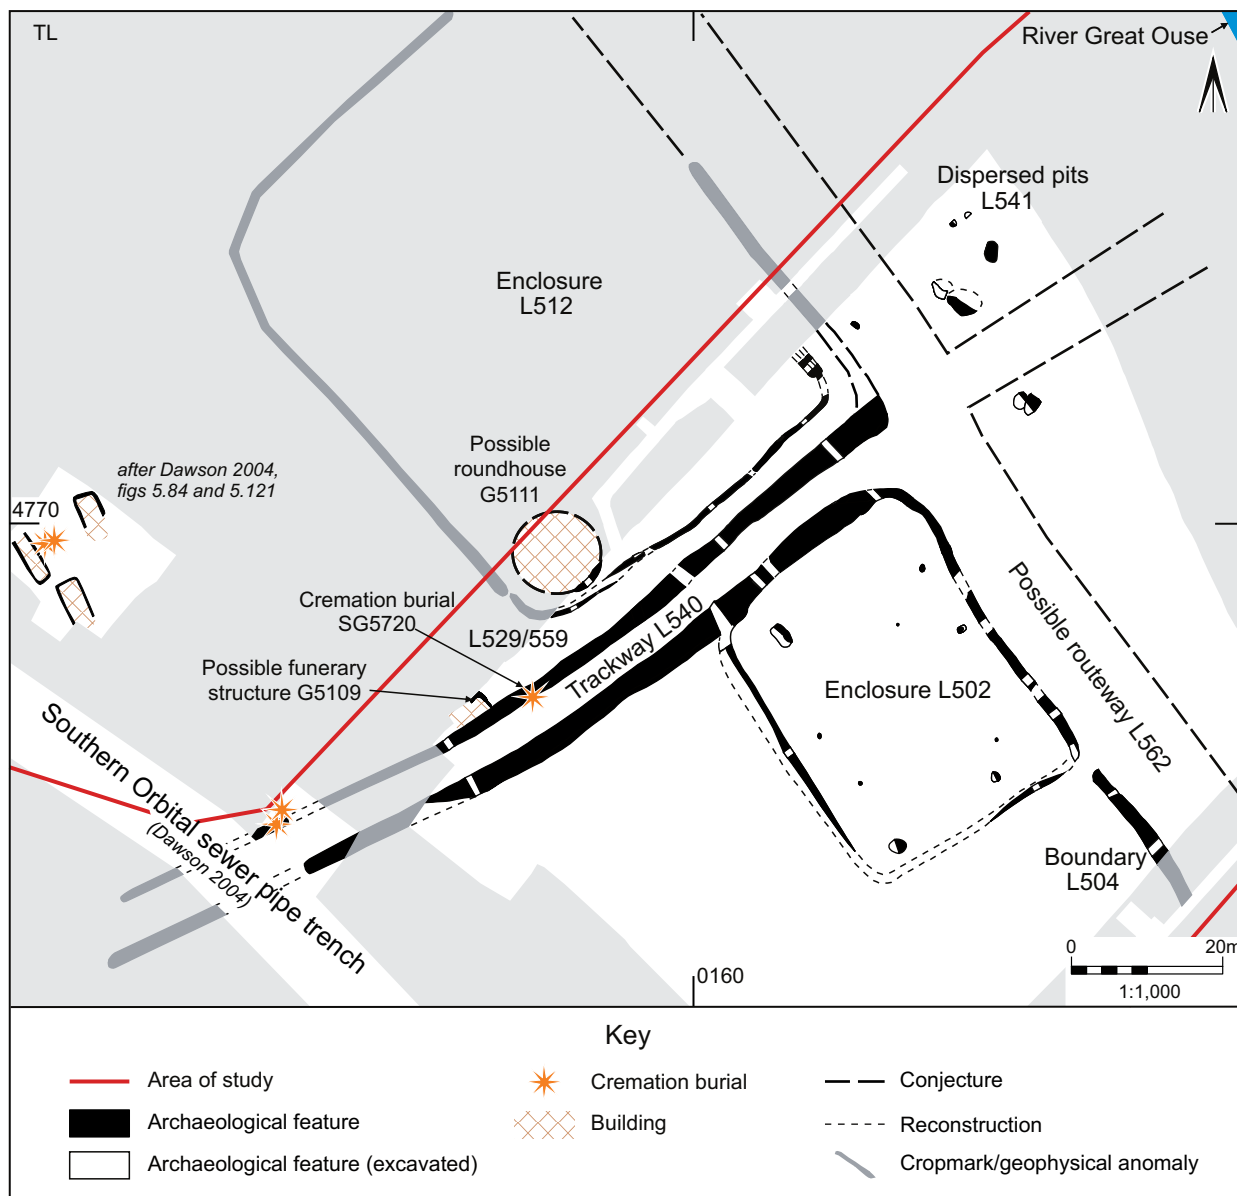 TL
River Great Ouse
Dispersed pits
L541
Enclosure
L512
Possible
roundhouse
G5111
after Dawson 2004,
figs 5.84 and 5.121
4770
Cremation burial
SG5720
L529/559
Possible funerary
structure G5109
Trackway L540
Enclosure L502
Possible routeway L562
Southern Orbital sewer pipe trench
(Dawson 2004)
Boundary
L504
0160
0 20m
1:1,000
Key
Area of study
Archaeological feature
Archaeological feature (excavated)
Cremation burial
Building
Conjecture
Reconstruction
Cropmark/geophysical anomaly